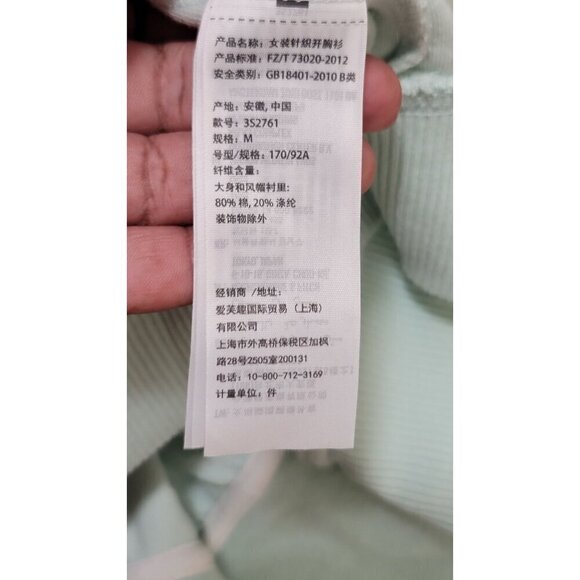 产品名称：女装针织开胸衫
产品标准：FZ/T 73020-2012
安全类别：GB18401-2010 B类
产地：安徽, 中国
款号：3S2761
规格：M
号型/规格：170/92A
纤维含量：
大身和风帽衬里：
80% 棉, 20% 涤纶
装饰物除外
经销商 /地址：
爱芙趣国际贸易（上海）
有限公司
上海市外高桥保税区加枫
路28号2505室200131
电话：10-800-712-3169
计量单位：件